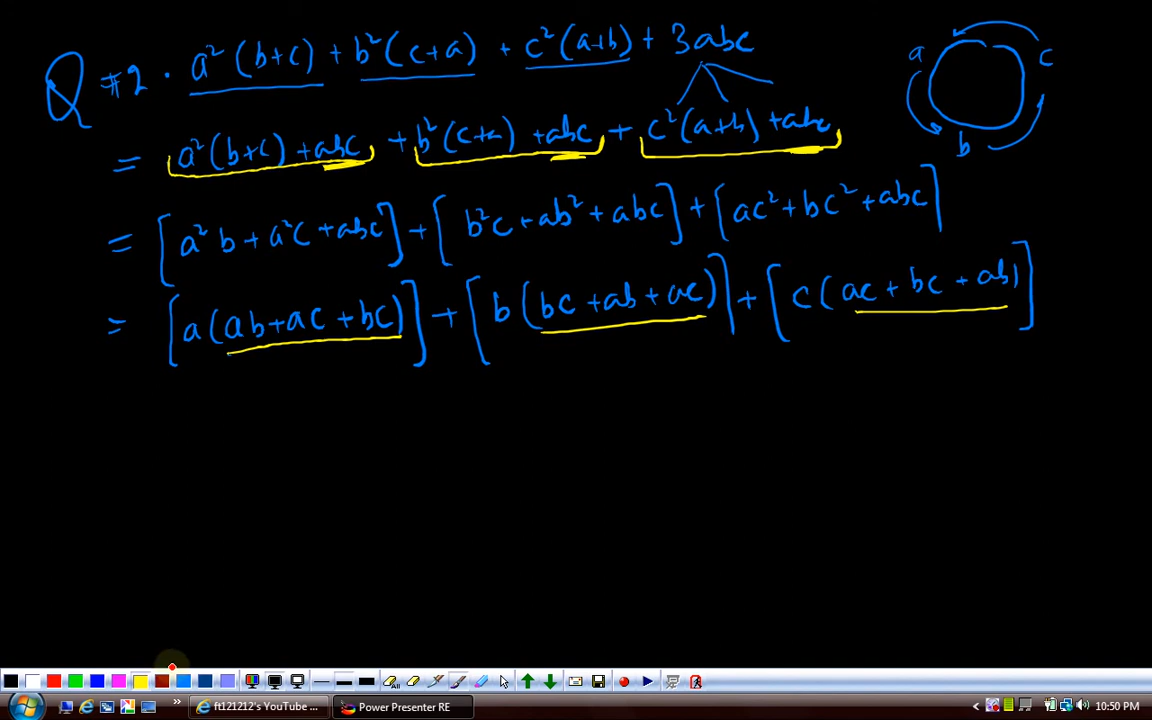 Q #2 · a²(b+c) + b²(c+a) + c²(a+b) + 3abc
= a²(b+c) +abc + b²(c+a) +abc + c²(a+b) +abc
= [a²b + a²c + abc] + [b²c + ab² + abc] + [ac² + bc² + abc]
= [a(ab+ac+bc)] + [b(bc+ab+ac)] + [c(ac+bc+ab)]
a c
b
ft121212's YouTube ... Power Presenter RE 10:50 PM